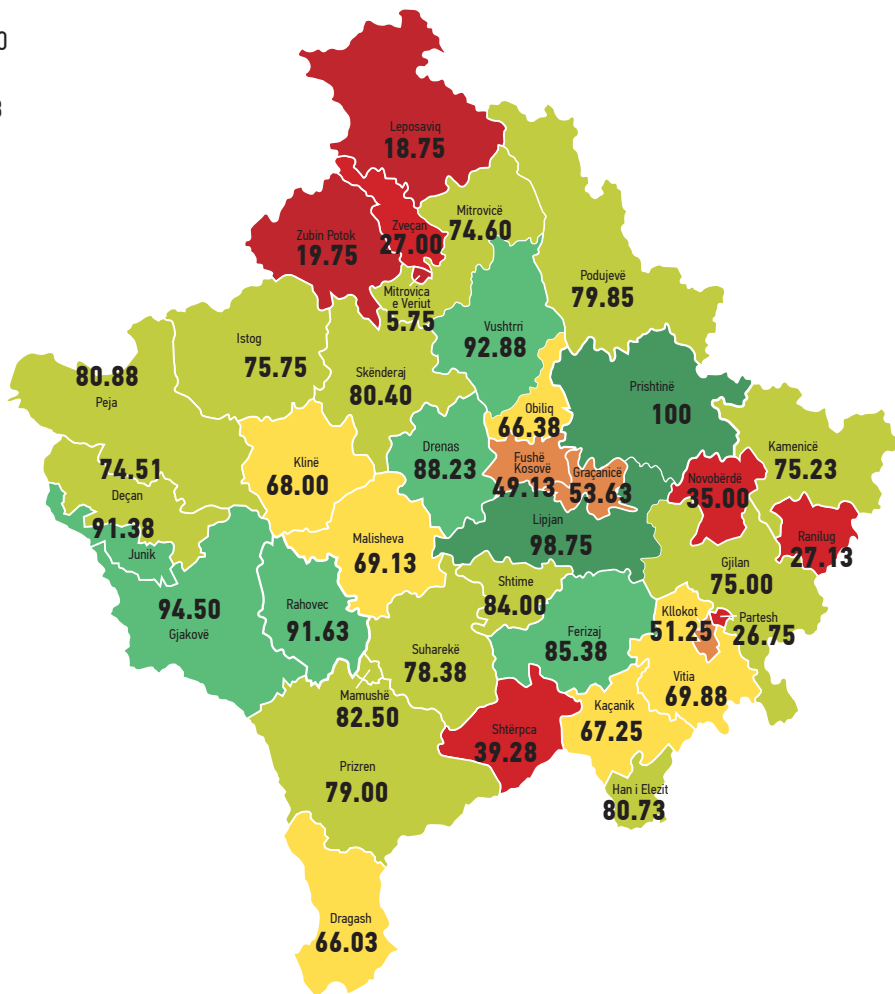 0
3
Leposaviq
18.75
Mitrovicë
74.60
Zveçan
27.00
Zubin Potok
19.75
Podujevë
79.85
Mitrovica
e Veriut
5.75
Vushtrri
92.88
Istog
75.75
Skënderaj
80.40
80.88
Peja
Prishtinë
100
Obiliq
66.38
Drenas
88.23
Fushë
Kosovë
49.13
Graçanicë
53.63
Novobërdë
35.00
Kamenicë
75.23
Klinë
68.00
74.51
Deçan
91.38
Junik
Malisheva
69.13
Lipjan
98.75
Ranilug
27.13
Gjilan
75.00
Shtime
84.00
94.50
Gjakovë
Rahovec
91.63
Kllokot
51.25
Partesh
26.75
Ferizaj
85.38
Suharekë
78.38
Vitia
69.88
Mamushë
82.50
Kaçanik
67.25
Shtërpca
39.28
Prizren
79.00
Han i Elezit
80.73
Dragash
66.03